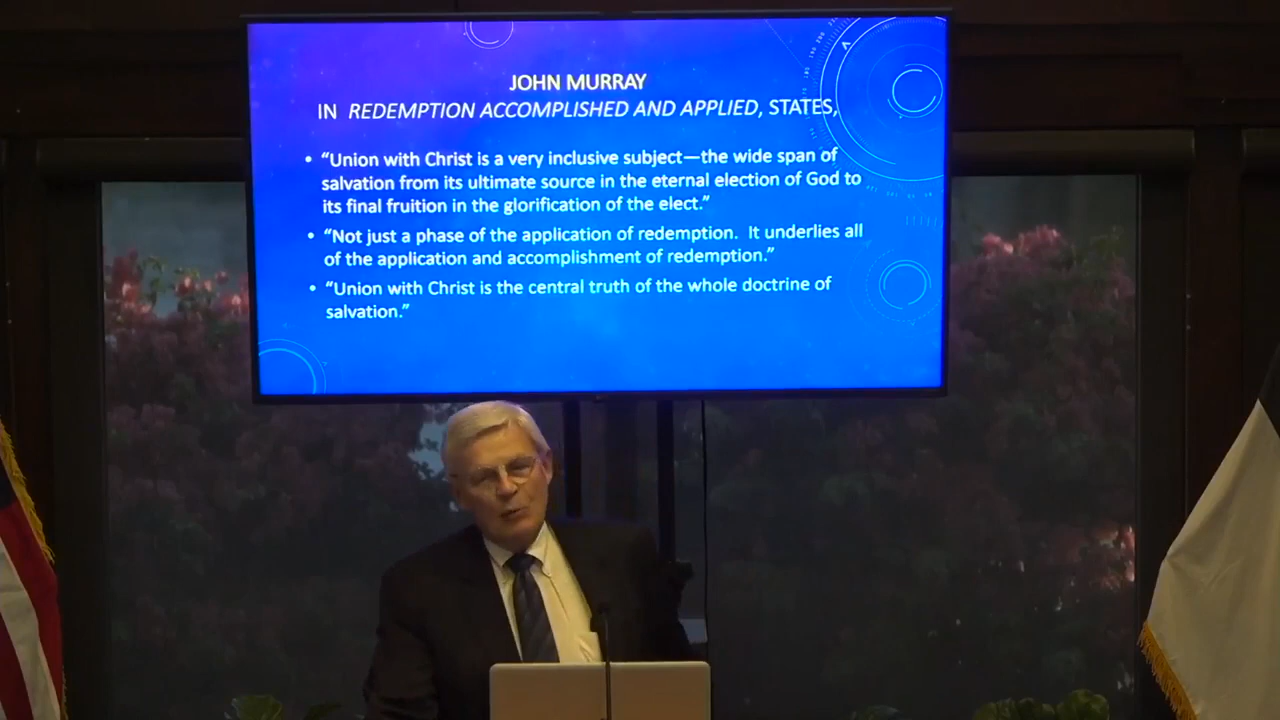 JOHN MURRAY
IN REDEMPTION ACCOMPLISHED AND APPLIED, STATES,
• “Union with Christ is a very inclusive subject—the wide span of
salvation from its ultimate source in the eternal election of God to
its final fruition in the glorification of the elect.”
• “Not just a phase of the application of redemption. It underlies all
of the application and accomplishment of redemption.”
• “Union with Christ is the central truth of the whole doctrine of
salvation.”